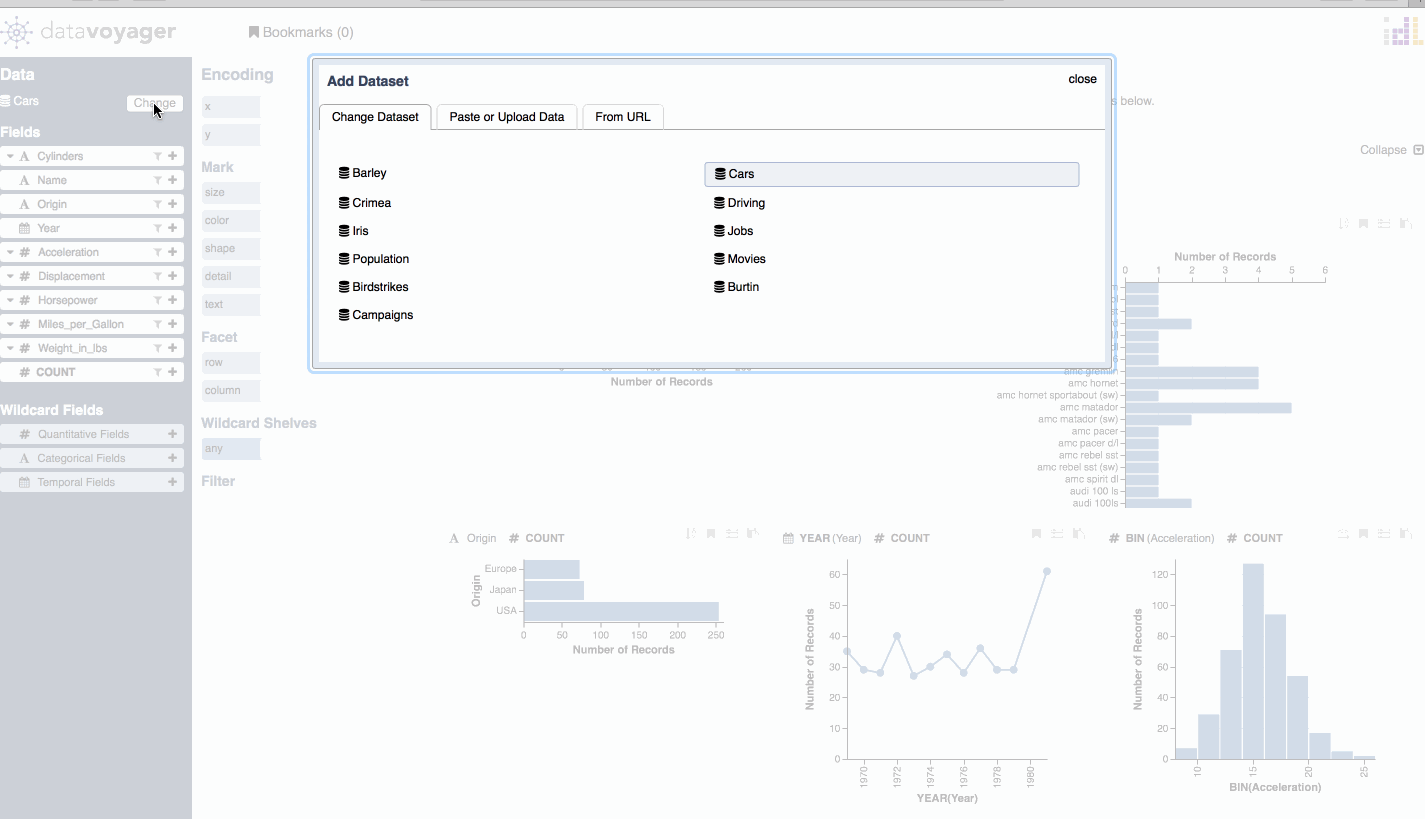 datavoyager
Bookmarks (0)
Data
Cars
Change
Fields
Cylinders
Name
Origin
Year
Acceleration
Displacement
Horsepower
Miles_per_Gallon
Weight_in_lbs
COUNT
Wildcard Fields
Quantitative Fields
Categorical Fields
Temporal Fields
Encoding
x
y
Mark
size
color
shape
detail
text
Facet
row
column
Wildcard Shelves
any
Filter
Add Dataset
close
Change Dataset
Paste or Upload Data
From URL
Barley
Cars
Crimea
Driving
Iris
Jobs
Population
Movies
Birdstrikes
Burtin
Campaigns
s below.
Collapse
Number of Records
Number of Records
0 1 2 3 4 5 6
amc gremlin
amc hornet
amc hornet sportabout (sw)
amc matador
amc matador (sw)
amc pacer
amc pacer d/l
amc rebel sst
amc rebel sst (sw)
amc spirit dl
audi 100 ls
audi 100ls
Origin # COUNT
Origin
Europe
Japan
USA
0 50 100 150 200 250
Number of Records
YEAR (Year) # COUNT
Number of Records
60
50
40
30
20
10
0
1970 1972 1974 1976 1978 1980
YEAR(Year)
# BIN (Acceleration) # COUNT
Number of Records
120
100
80
60
40
20
0
10 15 20 25
BIN(Acceleration)